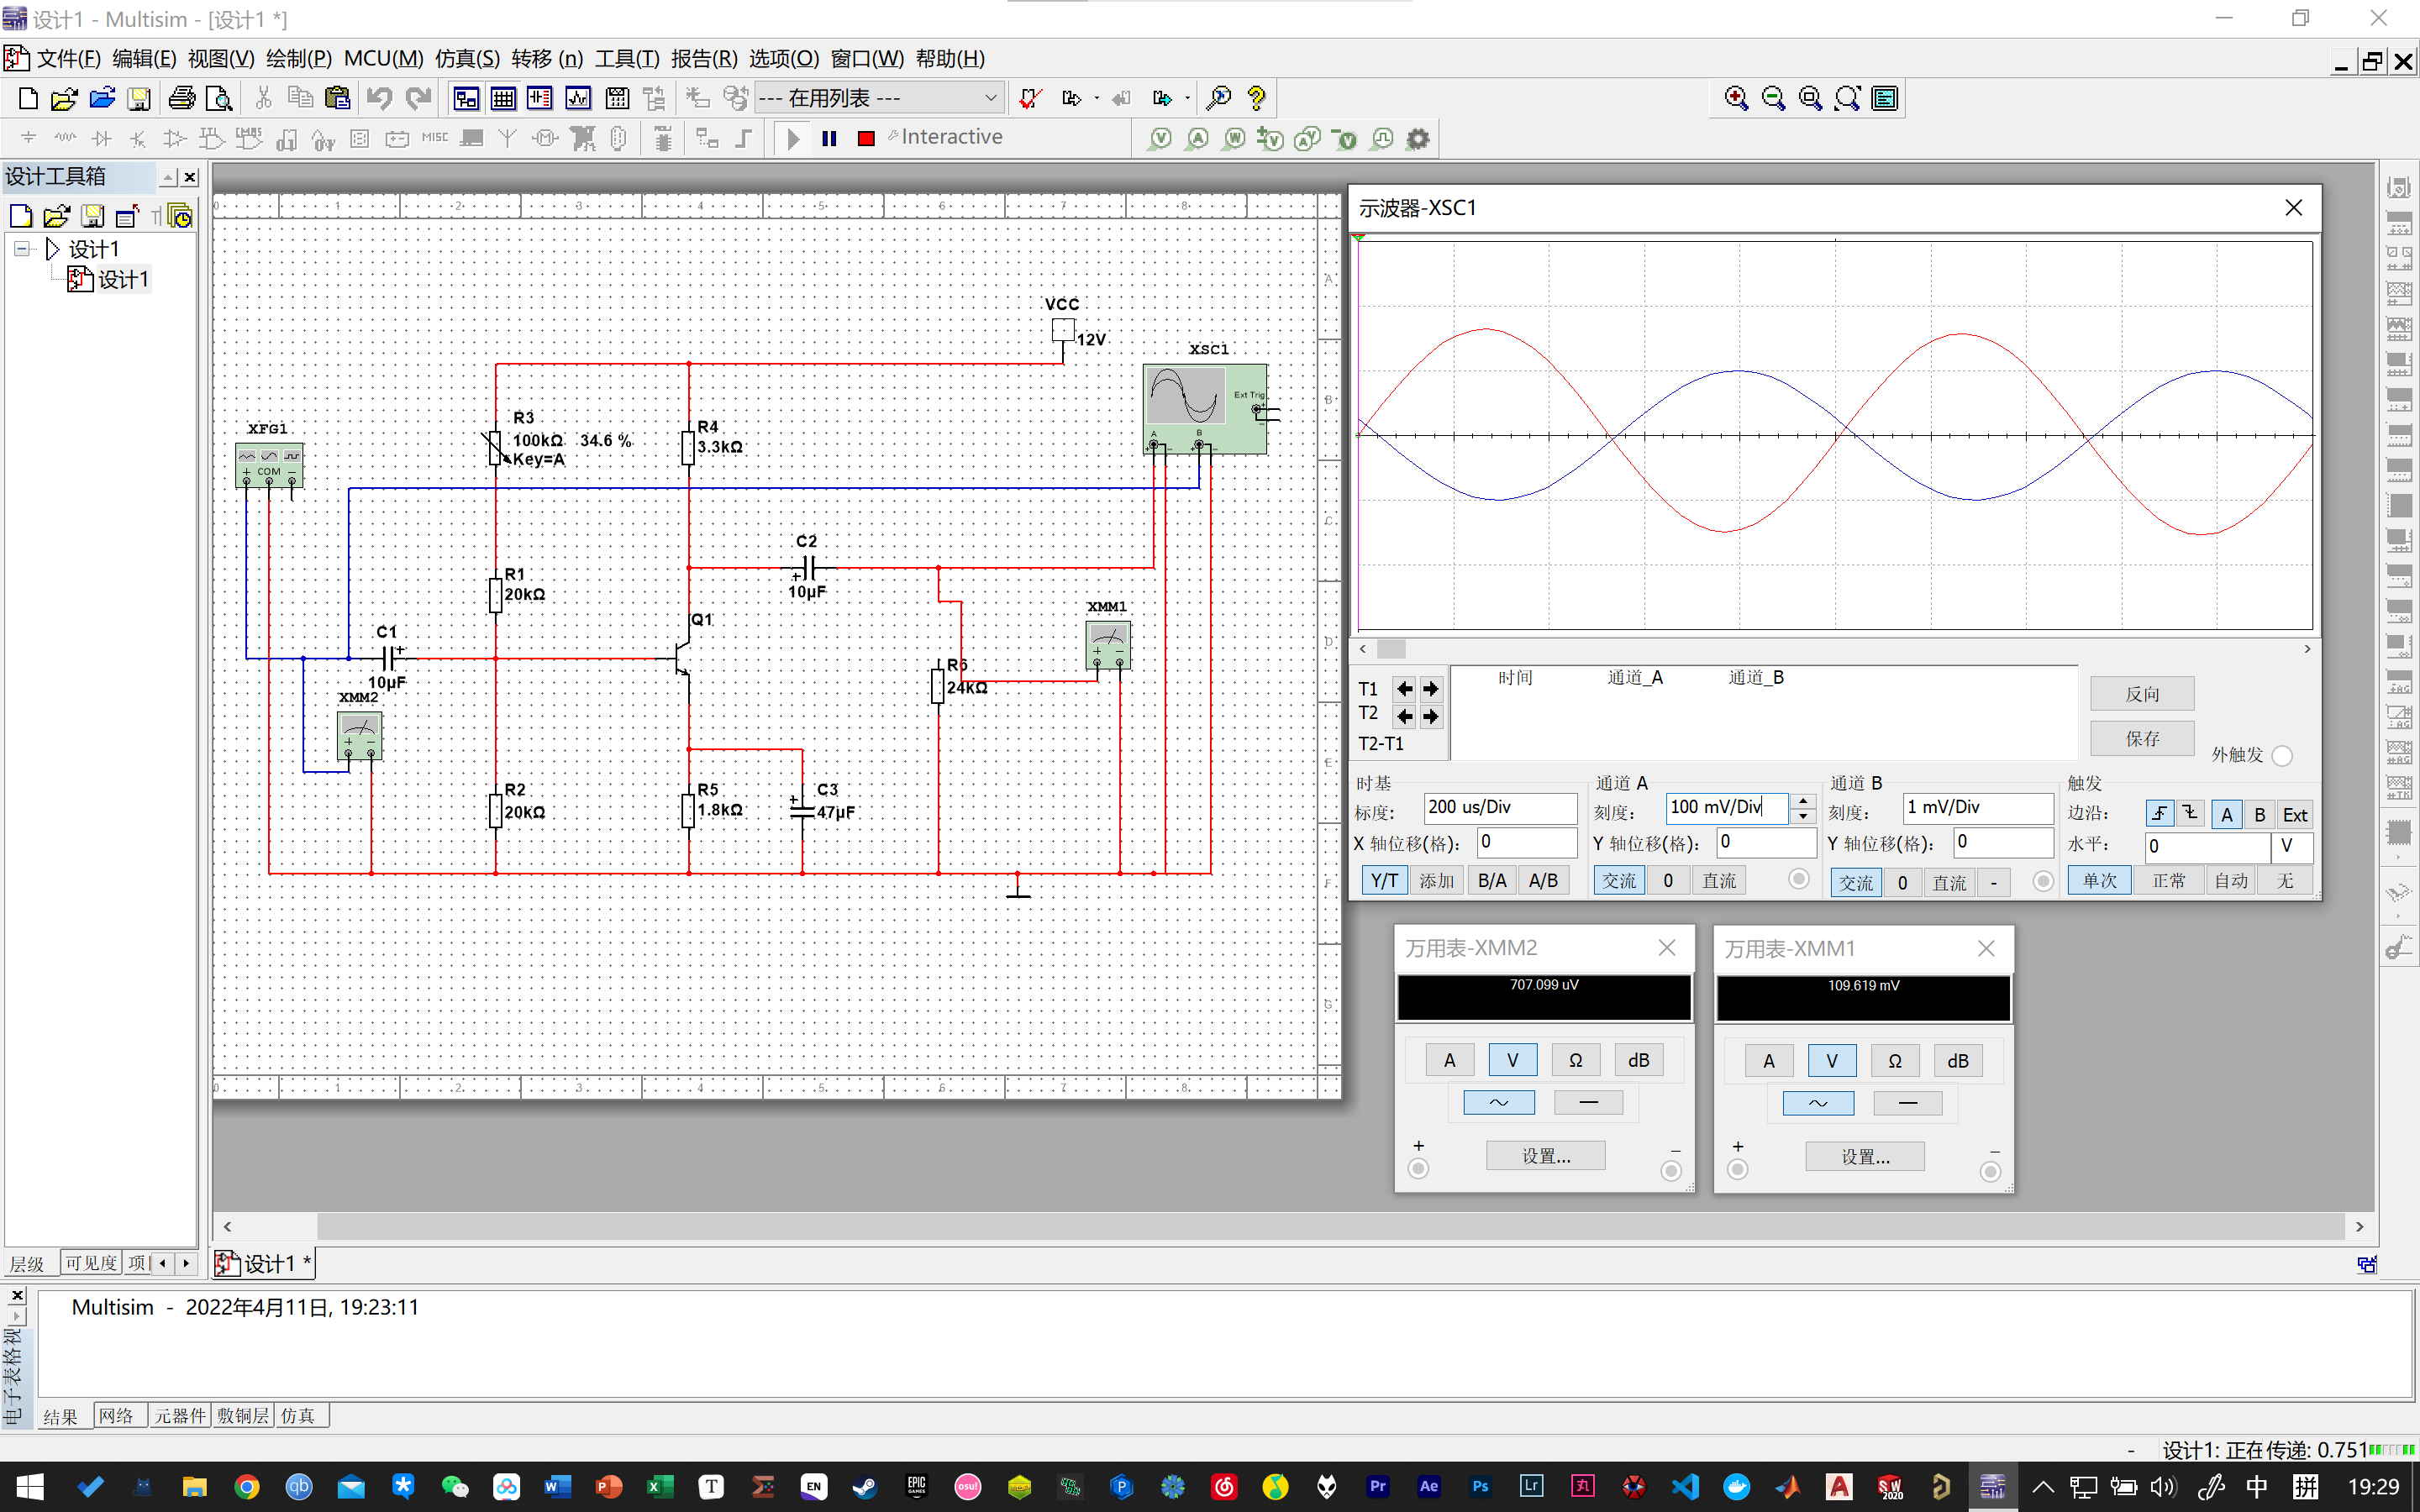 设计1 - Multisim - [设计1 *]
文件(F) 编辑(E) 视图(V) 绘制(P) MCU(M) 仿真(S) 转移 (n) 工具(T) 报告(R) 选项(O) 窗口(W) 帮助(H)
--- 在用列表 ---
MISC Interactive
设计工具箱
设计1
设计1
VCC
12V
XSC1
Ext Trig
A B
XFG1
COM
R3
100kΩ 34.6 %
Key=A
R4
3.3kΩ
C2
10µF
R1
20kΩ
Q1
C1
10µF
XMM2
XMM1
R6
24kΩ
R2
20kΩ
R5
1.8kΩ
C3
47µF
示波器-XSC1
时间 通道_A 通道_B
T1
T2
T2-T1
反向
保存
外触发
时基
标度: 200 us/Div
X 轴位移(格): 0
Y/T 添加 B/A A/B
通道 A
刻度: 100 mV/Div
Y 轴位移(格): 0
交流 0 直流
通道 B
刻度: 1 mV/Div
Y 轴位移(格): 0
交流 0 直流 -
触发
边沿: A B Ext
水平: 0 V
单次 正常 自动 无
万用表-XMM2
707.099 uV
A V Ω dB
设置...
万用表-XMM1
109.619 mV
A V Ω dB
设置...
层级 可见度
设计1 *
Multisim - 2022年4月11日, 19:23:11
电子表格视
结果 网络 元器件 敷铜层 仿真
设计1: 正在传递: 0.751
中 拼 19:29